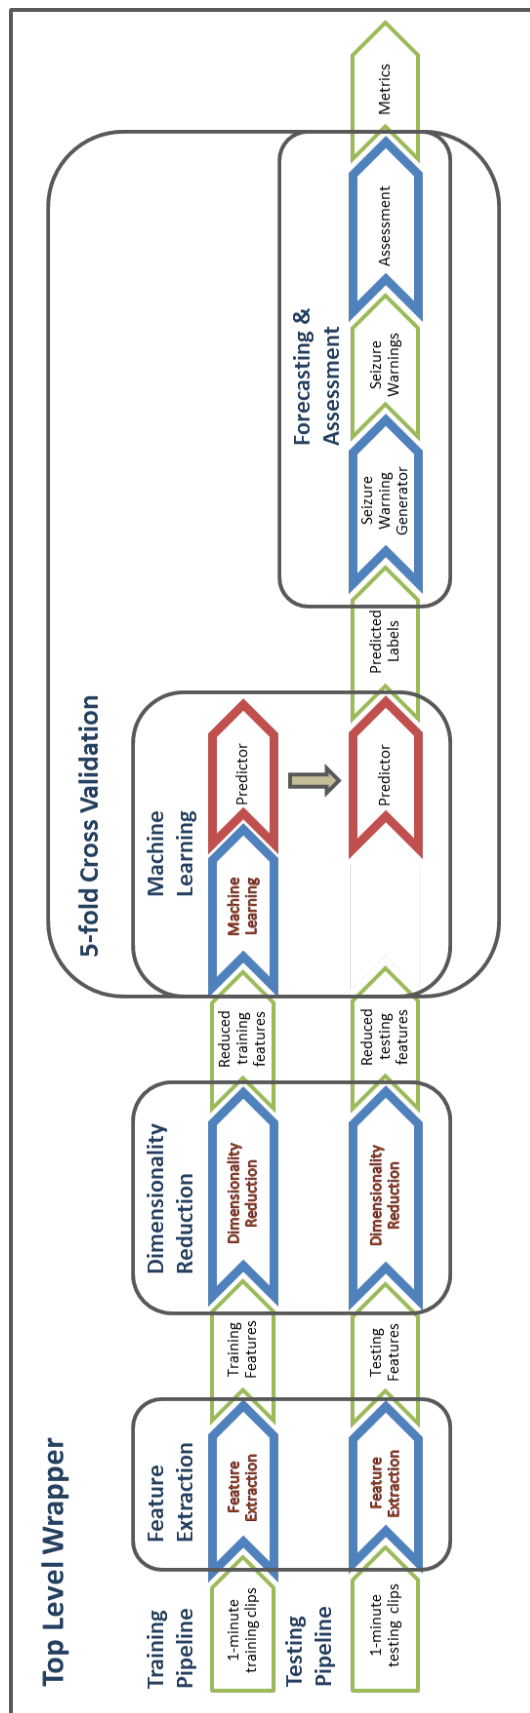 Top Level Wrapper
5-fold Cross Validation
Training
Pipeline
Feature
Extraction
Dimensionality
Reduction
Machine
Learning
1-minute
training clips
Feature
Extraction
Training
Features
Dimensionality
Reduction
Reduced
training
features
Machine
Learning
Predictor
Testing
Pipeline
Forecasting &
Assessment
1-minute
testing clips
Feature
Extraction
Testing
Features
Dimensionality
Reduction
Reduced
testing
features
Predictor
Predicted
Labels
Seizure
Warning
Generator
Seizure
Warnings
Assessment
Metrics